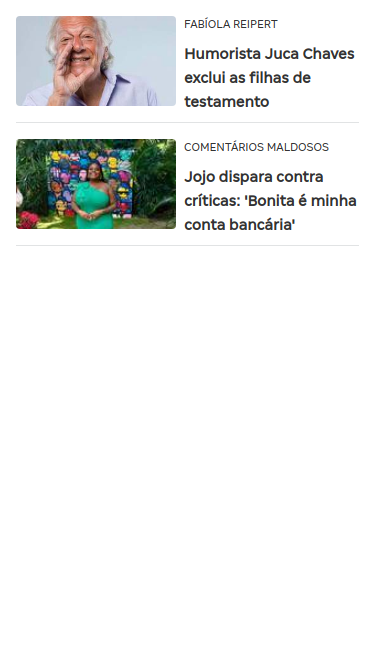 FABÍOLA REIPERT
Humorista Juca Chaves
exclui as filhas de
testamento
COMENTÁRIOS MALDOSOS
Jojo dispara contra
críticas: 'Bonita é minha
conta bancária'